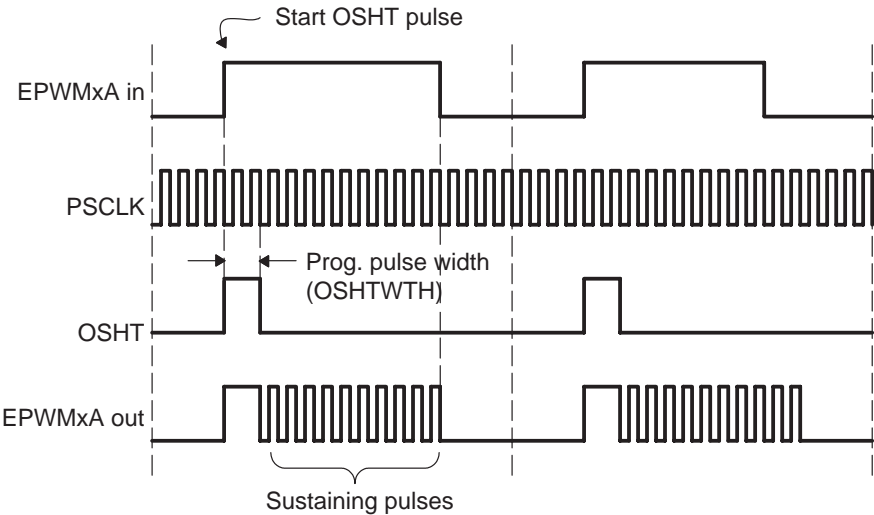 Start OSHT pulse
EPWMxA in
PSCLK
Prog. pulse width
(OSHTWTH)
OSHT
EPWMxA out
Sustaining pulses